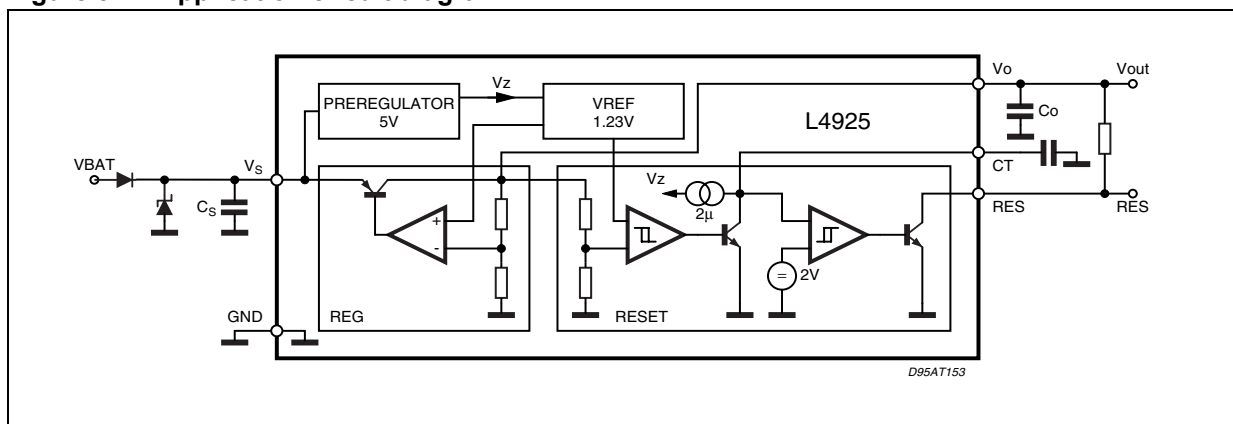 PREREGULATOR
5V
Vz
VREF
1.23V
L4925
Vo
Vout
Co
CT
VBAT
VS
CS
Vz
2μ
RES
RES
+
-
=
2V
GND
REG
RESET
D95AT153